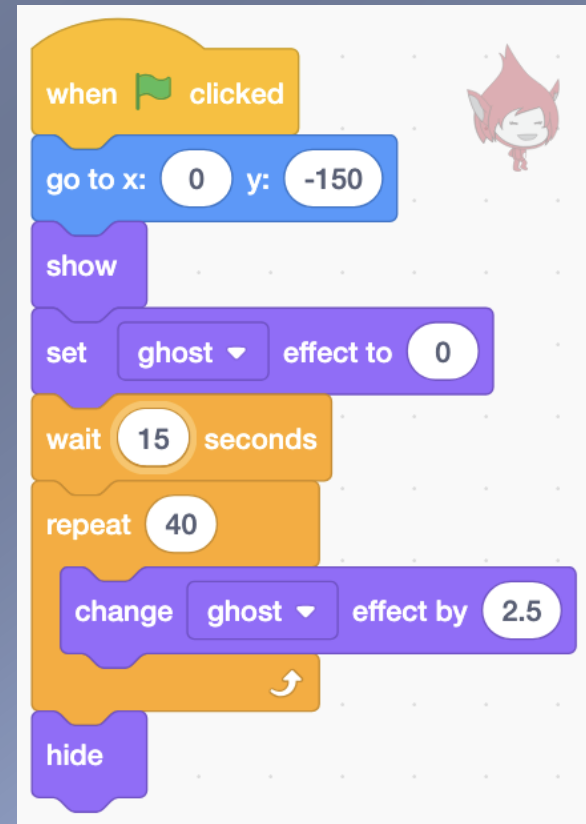 when clicked
go to x: 0 y: -150
show
set ghost effect to 0
wait 15 seconds
repeat 40
change ghost effect by 2.5
hide